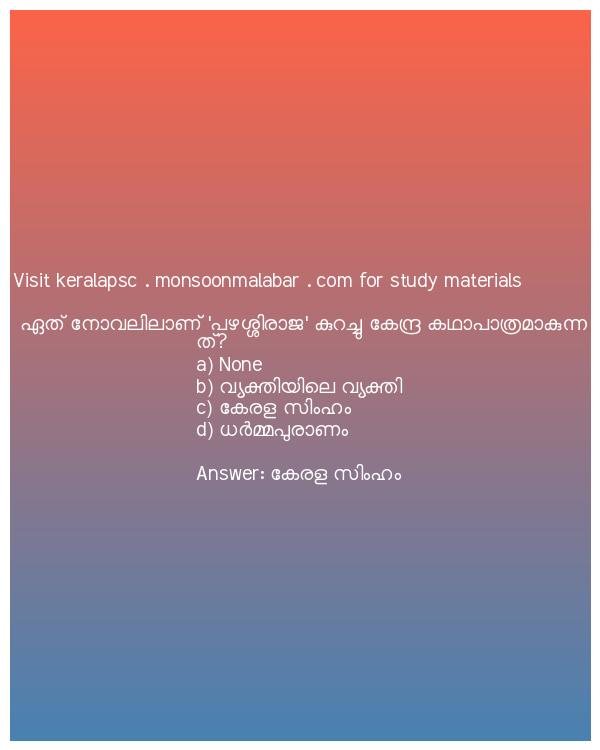 Visit keralapsc . monsoonmalabar . com for study materials
ഏത് നോവലിലാണ് 'പഴശ്ശിരാജ' കുറച്ചു കേന്ദ്ര കഥാപാത്രമാകുന്ന
ത്?
a) None
b) വ്യക്തിയിലെ വ്യക്തി
c) കേരള സിംഹം
d) ധർമ്മപുരാണം
Answer: കേരള സിംഹം